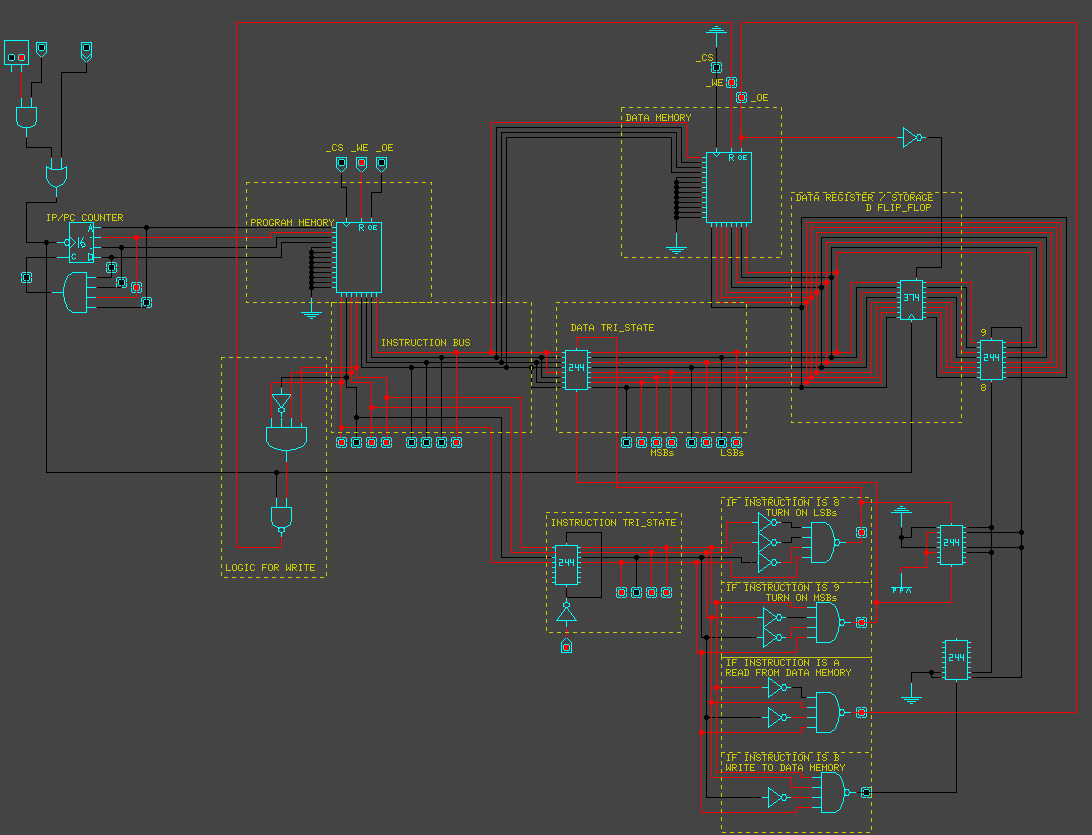 _CS
_WE
_OE
DATA MEMORY
R OE
_CS _WE _OE
DATA REGISTER / STORAGE
D FLIP_FLOP
IP/PC COUNTER
A
16
C D
PROGRAM MEMORY
R OE
374
INSTRUCTION BUS
DATA TRI_STATE
244
9
244
8
MSBs
LSBs
IF INSTRUCTION IS 8
TURN ON LSBs
INSTRUCTION TRI_STATE
244
244
LOGIC FOR WRITE
IF INSTRUCTION IS 9
TURN ON MSBs
244
IF INSTRUCTION IS A
READ FROM DATA MEMORY
IF INSTRUCTION IS B
WRITE TO DATA MEMORY